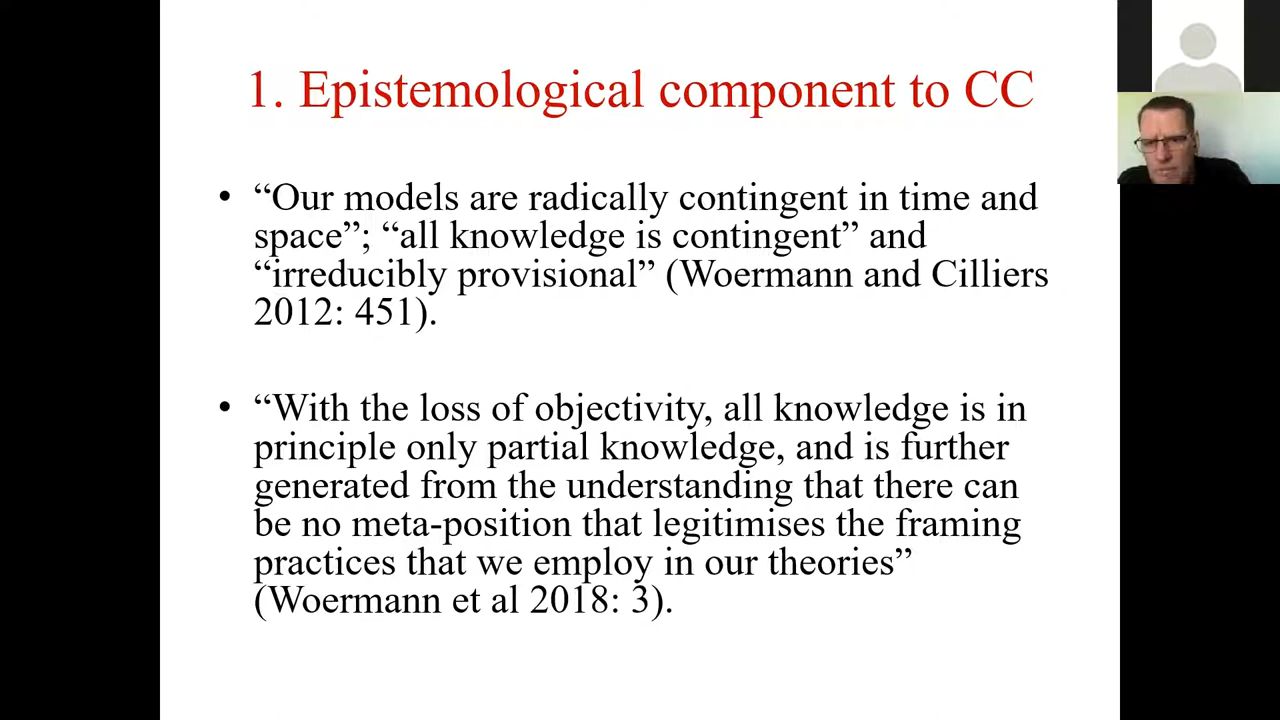 1. Epistemological component to CC
• “Our models are radically contingent in time and
space”; “all knowledge is contingent” and
“irreducibly provisional” (Woermann and Cilliers
2012: 451).
• “With the loss of objectivity, all knowledge is in
principle only partial knowledge, and is further
generated from the understanding that there can
be no meta-position that legitimises the framing
practices that we employ in our theories”
(Woermann et al 2018: 3).